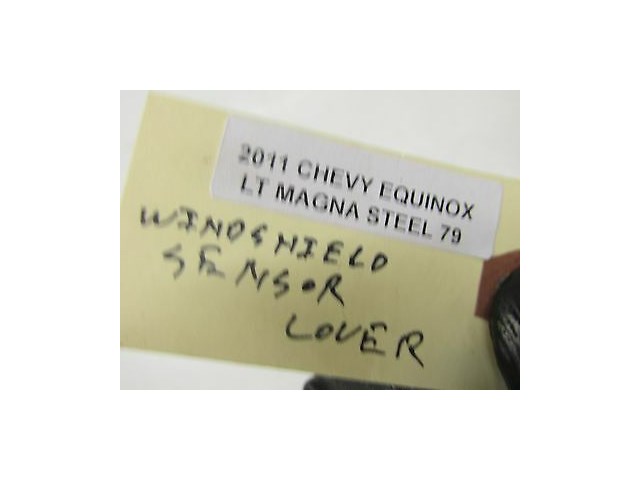 2011 CHEVY EQUINOX
LT MAGNA STEEL 79
WINDSHIELD
SENSOR
COVER